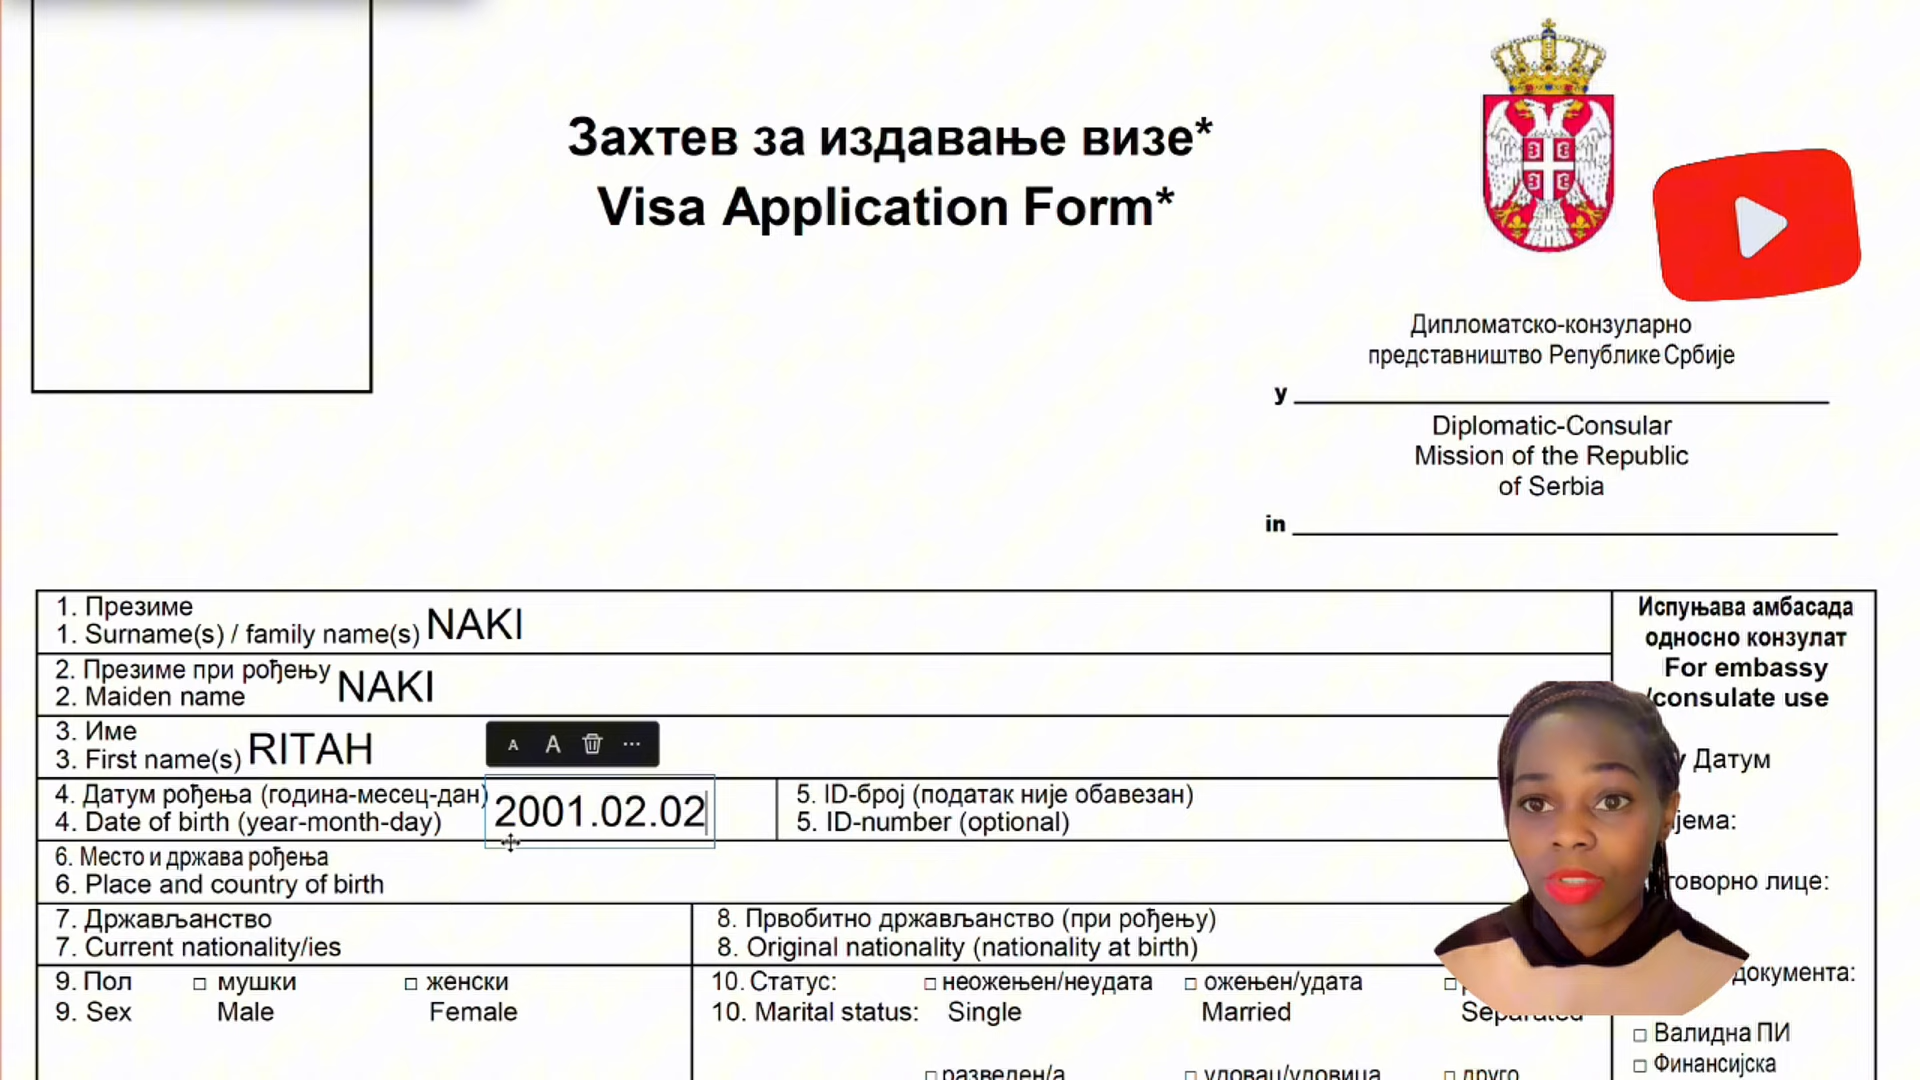 Захтев за издавање визе*
Visa Application Form*
Дипломатско-конзуларно
представништво Републике Србије
у
Diplomatic-Consular
Mission of the Republic
of Serbia
in
1. Презиме
1. Surname(s) / family name(s) NAKI
2. Презиме при рођењу
2. Maiden name NAKI
3. Име
3. First name(s) RITAH
A A ...
4. Датум рођења (година-месец-дан)
4. Date of birth (year-month-day) 2001.02.02
5. ID-број (податак није обавезан)
5. ID-number (optional)
6. Место и држава рођења
6. Place and country of birth
7. Држављанство
7. Current nationality/ies
8. Првобитно држављанство (при рођењу)
8. Original nationality (nationality at birth)
9. Пол □ мушки □ женски
9. Sex Male Female
10. Статус: □ неожењен/неудата □ ожењен/удата □
10. Marital status: Single Married Separated
□ разведен/а □ удовац/удовица □ друго
Испуњава амбасада
односно конзулат
For embassy
/consulate use
Датум
јема:
говорно лице:
документа:
□ Валидна ПИ
□ Финансијска